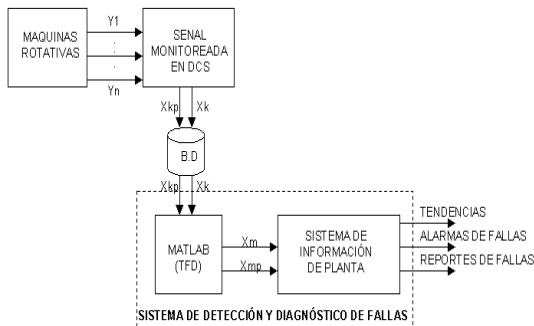 MAQUINAS
ROTATIVAS
Y1
:
:
Yn
SENAL
MONITOREADA
EN DCS
Xkp
Xk
B.D
Xkp
Xk
MATLAB
(TFD)
Xm
Xmp
SISTEMA DE
INFORMACIÓN
DE PLANTA
TENDENCIAS
ALARMAS DE FALLAS
REPORTES DE FALLAS
SISTEMA DE DETECCIÓN Y DIAGNÓSTICO DE FALLAS